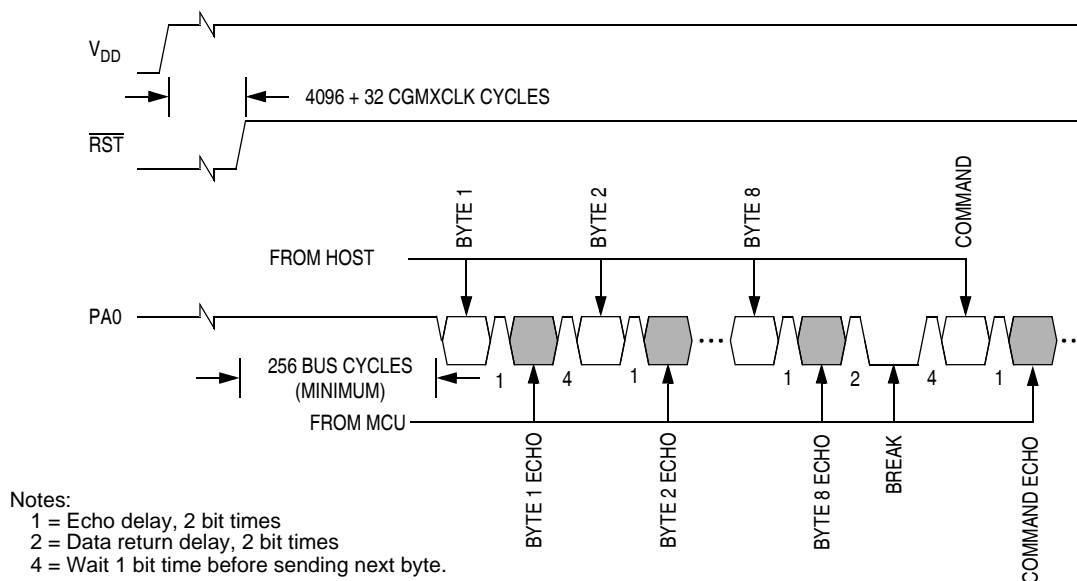 VDD
4096 + 32 CGMXCLK CYCLES
RST
BYTE 1
BYTE 2
BYTE 8
COMMAND
FROM HOST
PA0
256 BUS CYCLES
(MINIMUM)
1
4
1
1
2
4
1
FROM MCU
BYTE 1 ECHO
BYTE 2 ECHO
BYTE 8 ECHO
BREAK
COMMAND ECHO
Notes:
1 = Echo delay, 2 bit times
2 = Data return delay, 2 bit times
4 = Wait 1 bit time before sending next byte.